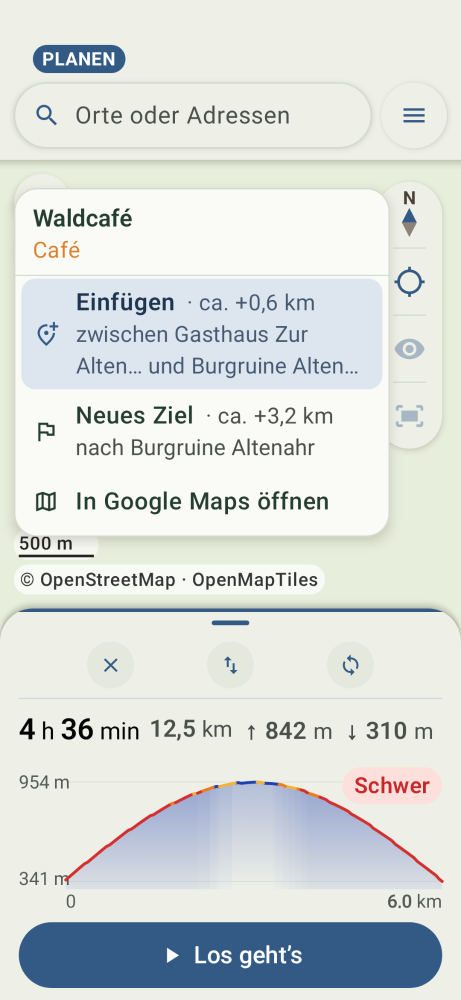 PLANEN
Orte oder Adressen
N
Waldcafé
Café
Einfügen · ca. +0,6 km
zwischen Gasthaus Zur
Alten… und Burgruine Alten…
Neues Ziel · ca. +3,2 km
nach Burgruine Altenahr
In Google Maps öffnen
500 m
© OpenStreetMap · OpenMapTiles
4 h 36 min 12,5 km ↑ 842 m ↓ 310 m
954 m
Schwer
341 m
0 6.0 km
Los geht’s